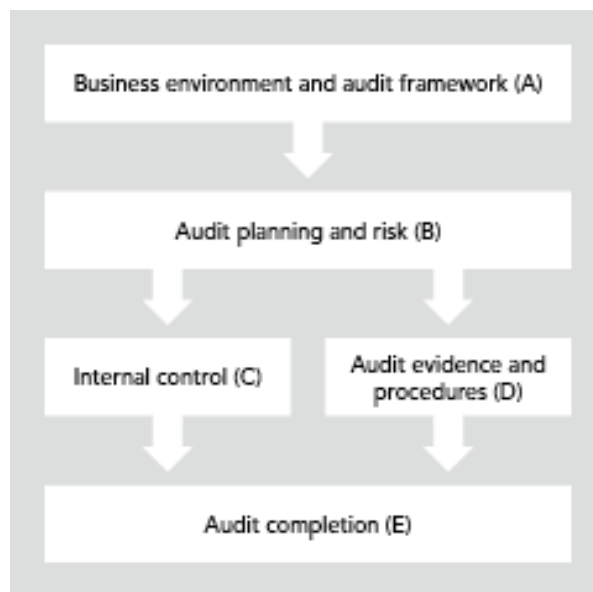 Business environment and audit framework (A)
Audit planning and risk (B)
Internal control (C)
Audit evidence and
procedures (D)
Audit completion (E)